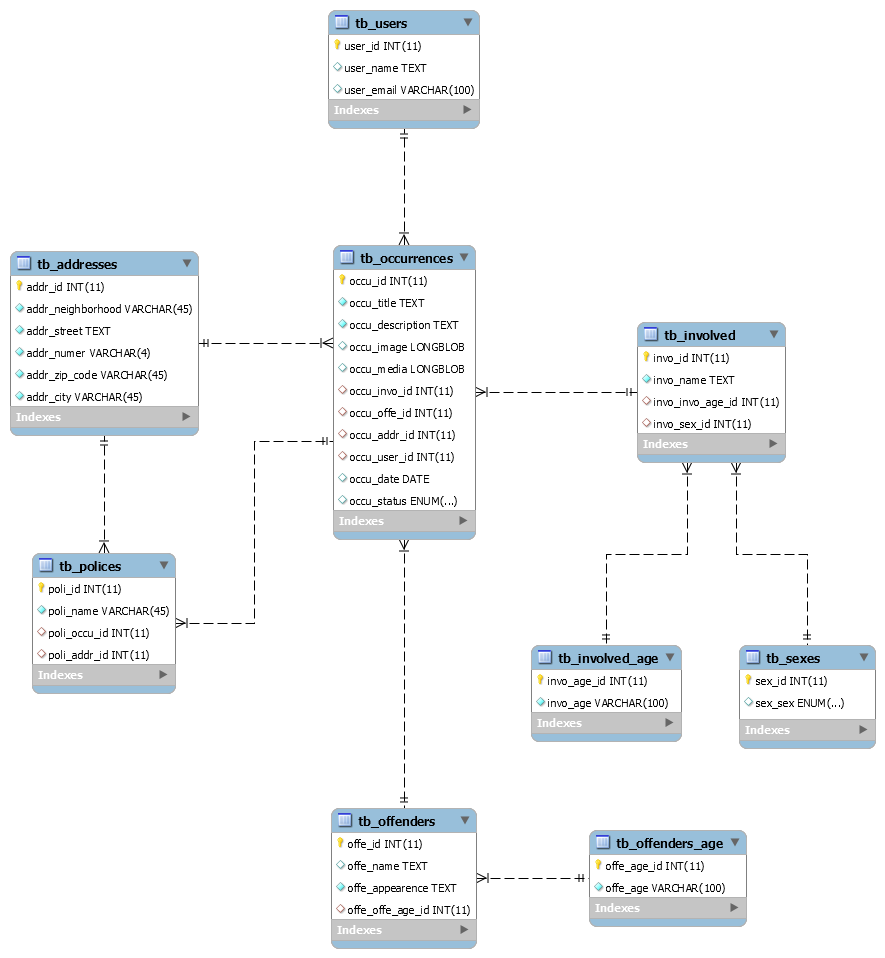 tb_users
user_id INT(11)
user_name TEXT
user_email VARCHAR(100)
Indexes
tb_addresses
addr_id INT(11)
addr_neighborhood VARCHAR(45)
addr_street TEXT
addr_numer VARCHAR(4)
addr_zip_code VARCHAR(45)
addr_city VARCHAR(45)
Indexes
tb_occurrences
occu_id INT(11)
occu_title TEXT
occu_description TEXT
occu_image LONGBLOB
occu_media LONGBLOB
occu_invo_id INT(11)
occu_offe_id INT(11)
occu_addr_id INT(11)
occu_user_id INT(11)
occu_date DATE
occu_status ENUM(...)
Indexes
tb_involved
invo_id INT(11)
invo_name TEXT
invo_invo_age_id INT(11)
invo_sex_id INT(11)
Indexes
tb_polices
poli_id INT(11)
poli_name VARCHAR(45)
poli_occu_id INT(11)
poli_addr_id INT(11)
Indexes
tb_involved_age
invo_age_id INT(11)
invo_age VARCHAR(100)
Indexes
tb_sexes
sex_id INT(11)
sex_sex ENUM(...)
Indexes
tb_offenders
offe_id INT(11)
offe_name TEXT
offe_appearence TEXT
offe_offe_age_id INT(11)
Indexes
tb_offenders_age
offe_age_id INT(11)
offe_age VARCHAR(100)
Indexes